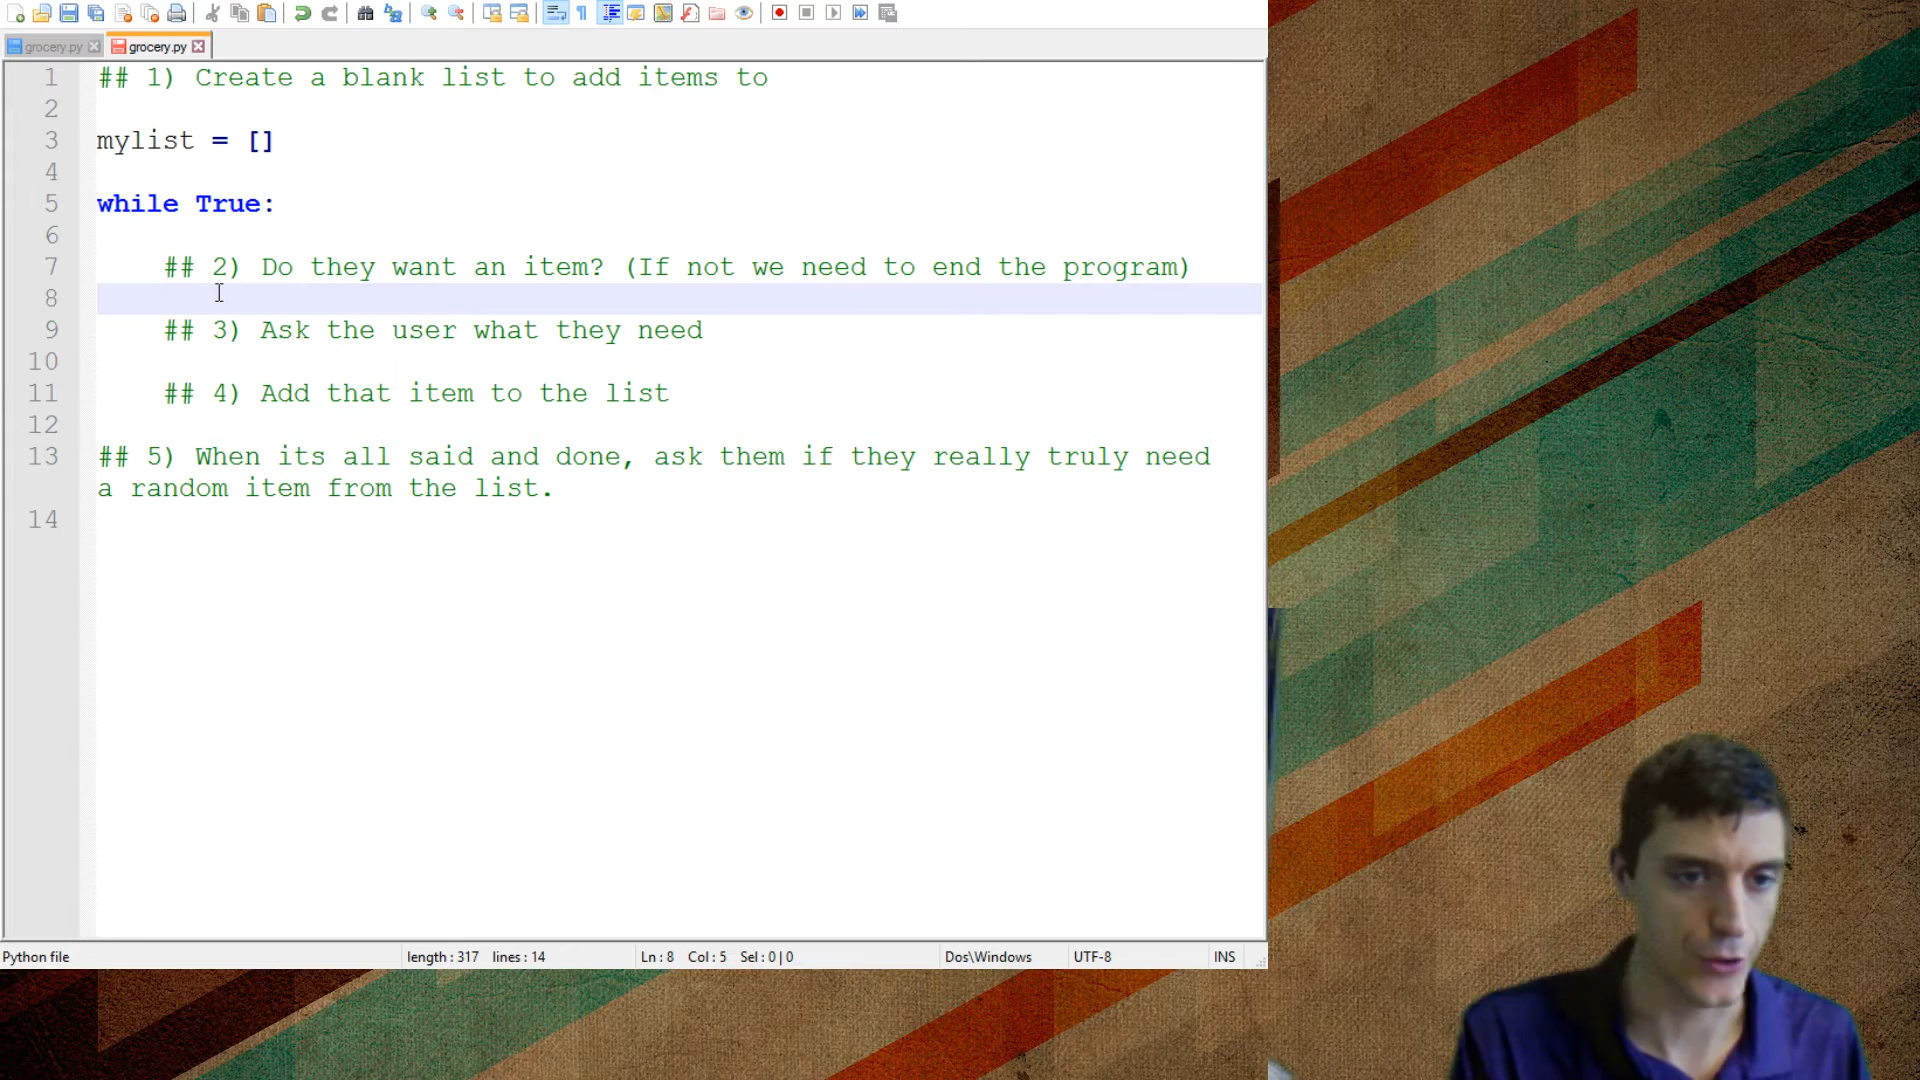 grocery.py grocery.py
1 ## 1) Create a blank list to add items to
2
3 mylist = []
4
5 while True:
6
7 ## 2) Do they want an item? (If not we need to end the program)
8
9 ## 3) Ask the user what they need
10
11 ## 4) Add that item to the list
12
13 ## 5) When its all said and done, ask them if they really truly need
a random item from the list.
14
Python file length : 317 lines : 14 Ln : 8 Col : 5 Sel : 0 | 0 Dos\Windows UTF-8 INS